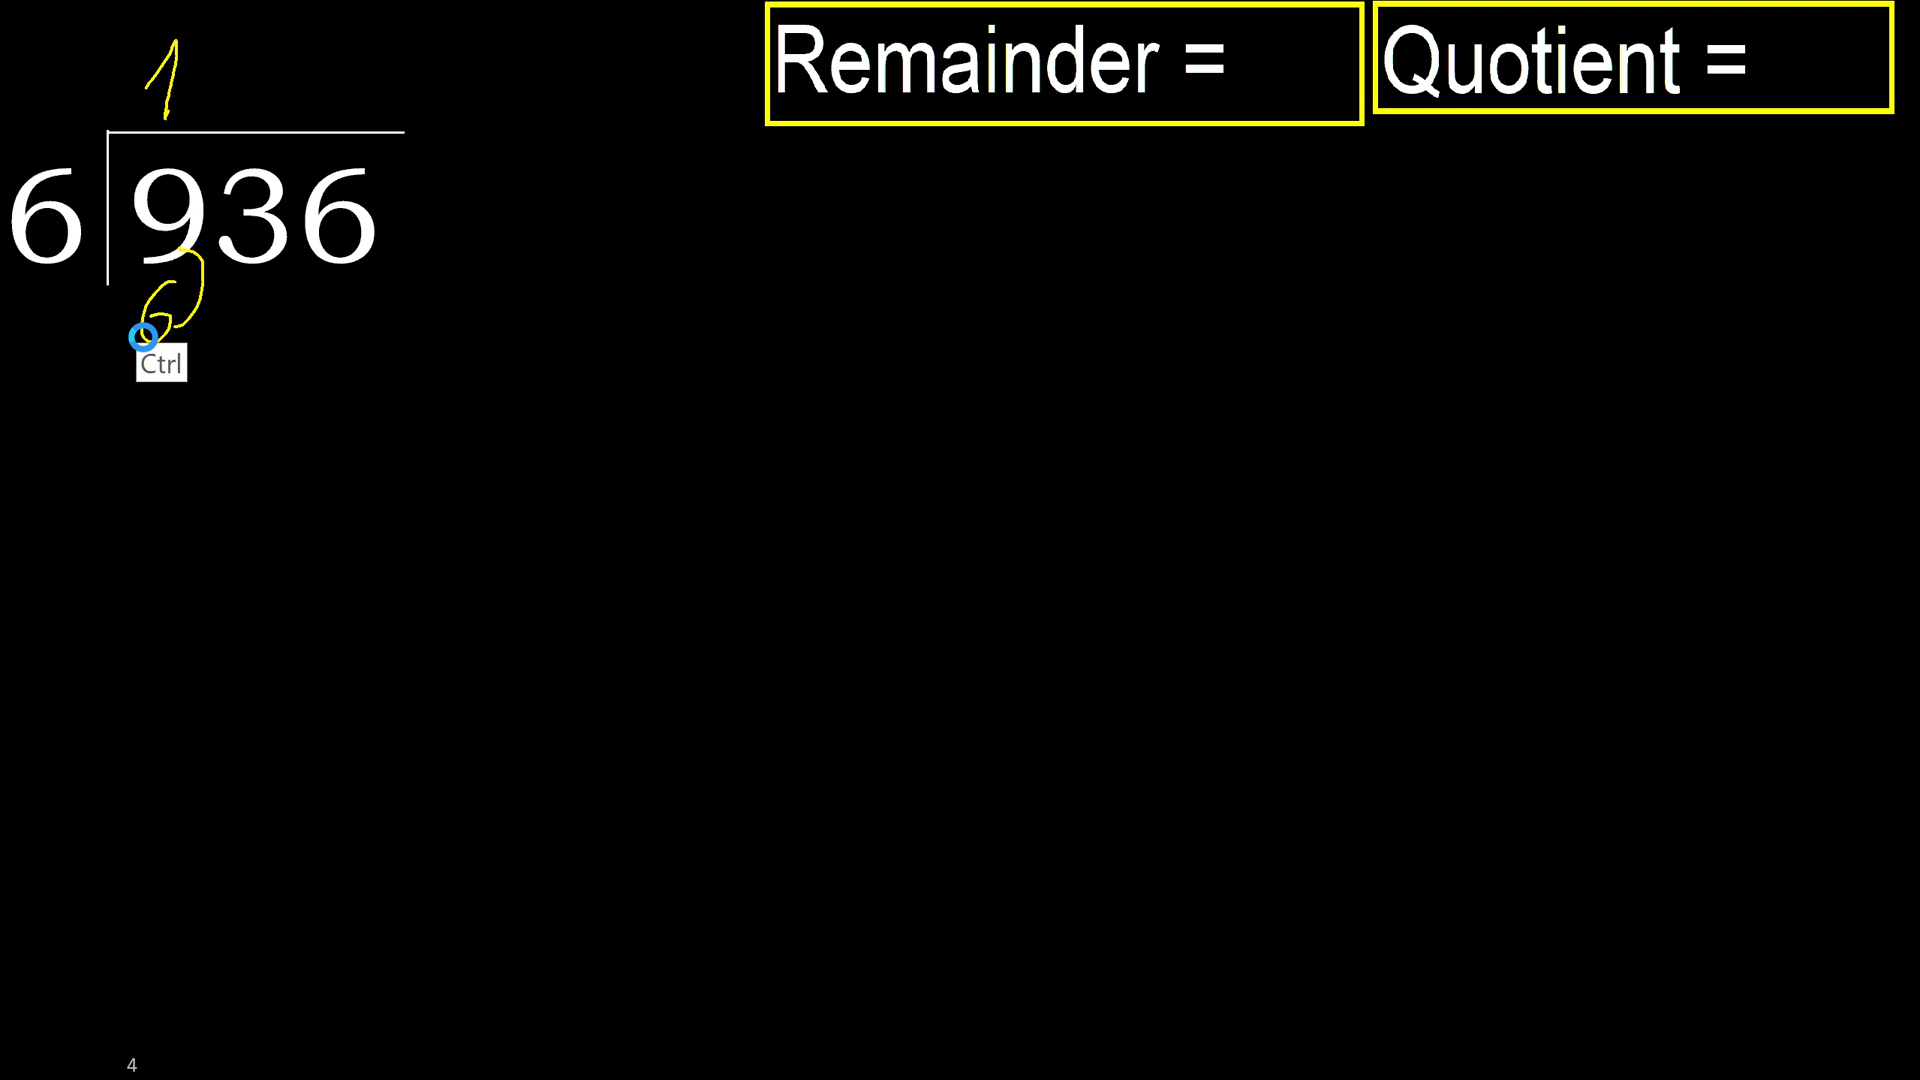 Remainder = Quotient =
1
6 936
6
Ctrl
4